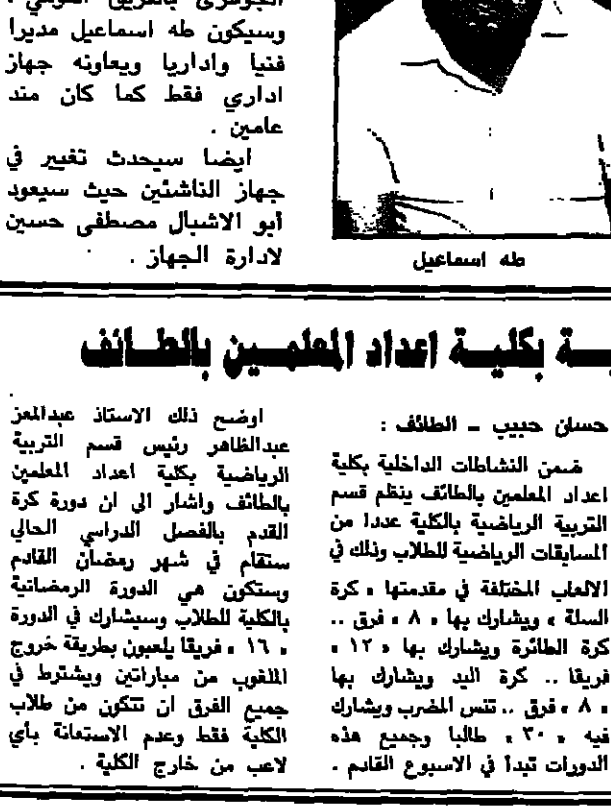 الجوهري بالفريق القومي .
وسيكون طه اسماعيل مديرا
فنيا واداريا ويعاونه جهاز
اداري فقط كما كان منذ
عامين .
ايضا سيحدث تغيير في
جهاز الناشئين حيث سيعود
أبو الاشبال مصطفى حسين
لادارة الجهاز .
طه اسماعيل
ـة بكليـة اعداد المعلمـين بالطـائف
حسان حبيب ـ الطائف :
ضمن النشاطات الداخلية بكلية
اعداد المعلمين بالطائف ينظم قسم
التربية الرياضية بالكلية عددا من
المسابقات الرياضية للطلاب وذلك في
الالعاب المختلفة في مقدمتها « كرة
السلة » ويشارك بها « ٨ » فرق ..
كرة الطائرة ويشارك بها « ١٢ »
فريقا .. كرة اليد ويشارك بها
« ٨ » فرق .. تنس المضرب ويشارك
فيه « ٣٠ » طالبا وجميع هذه
الدورات تبدأ في الاسبوع القادم .
اوضح ذلك الاستاذ عبدالمعز
عبدالظاهر رئيس قسم التربية
الرياضية بكلية اعداد المعلمين
بالطائف واشار الى ان دورة كرة
القدم بالفصل الدراسي الحالي
ستقام في شهر رمضان القادم
وستكون هي الدورة الرمضانية
بالكلية للطلاب وسيشارك في الدورة
« ١٦ » فريقا يلعبون بطريقة خروج
المغلوب من مباراتين ويشترط في
جميع الفرق ان تتكون من طلاب
الكلية فقط وعدم الاستعانة بأي
لاعب من خارج الكلية .